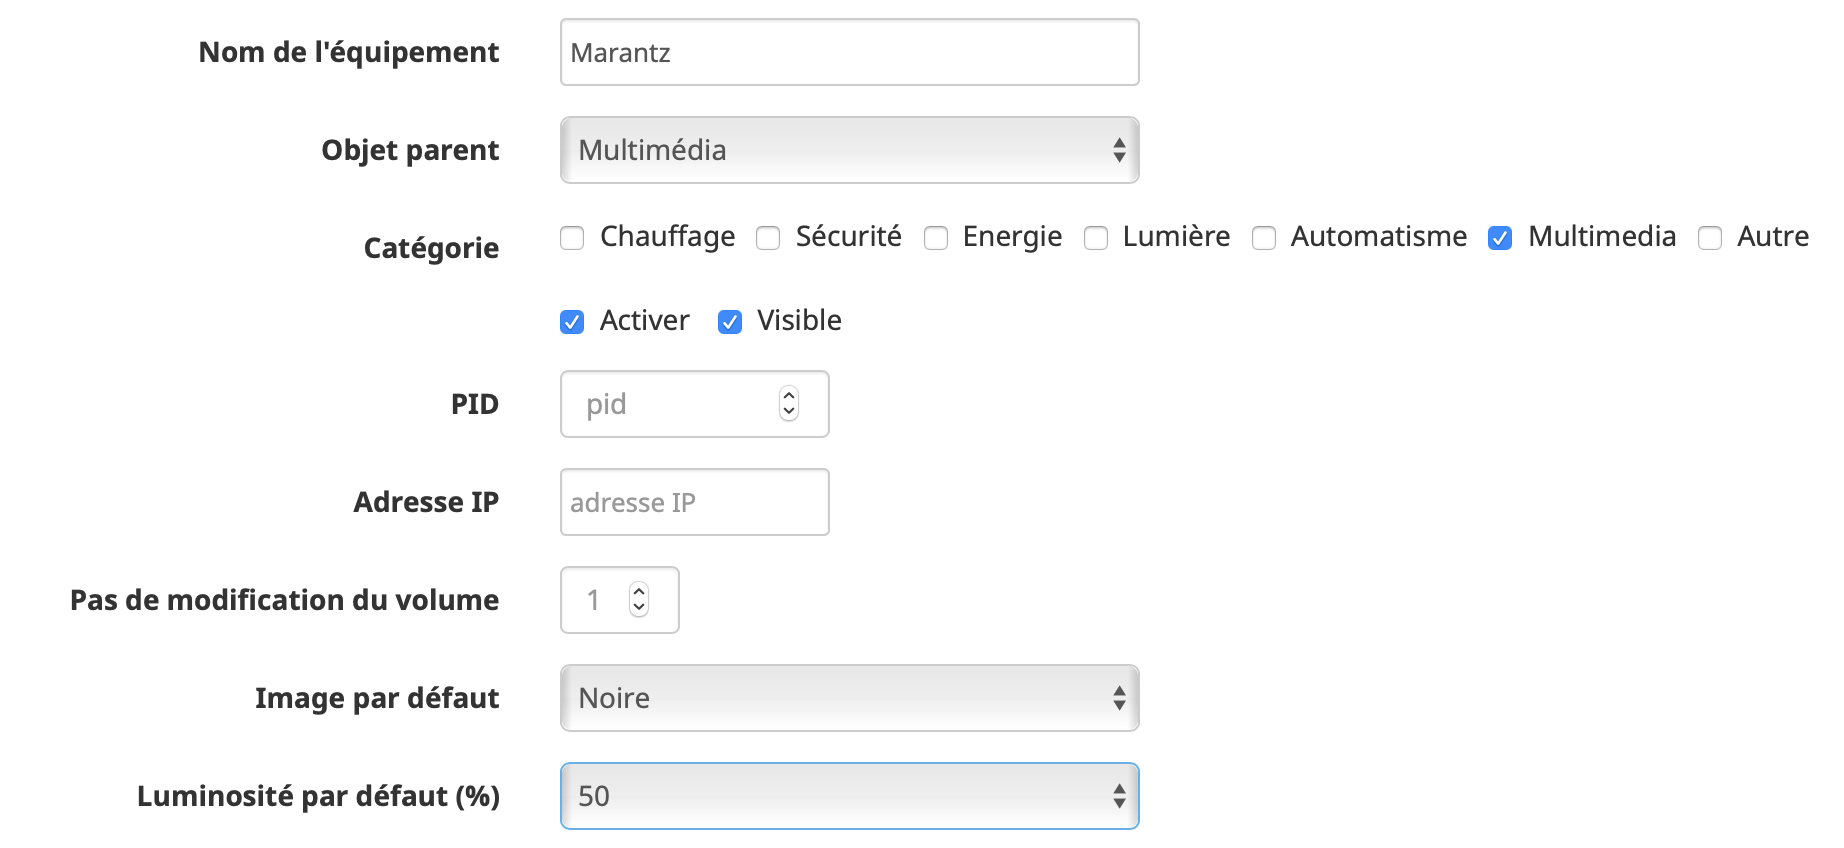 Nom de l'équipement Marantz
Objet parent Multimédia
Catégorie Chauffage Sécurité Energie Lumière Automatisme Multimedia Autre
Activer Visible
PID pid
Adresse IP adresse IP
Pas de modification du volume 1
Image par défaut Noire
Luminosité par défaut (%) 50